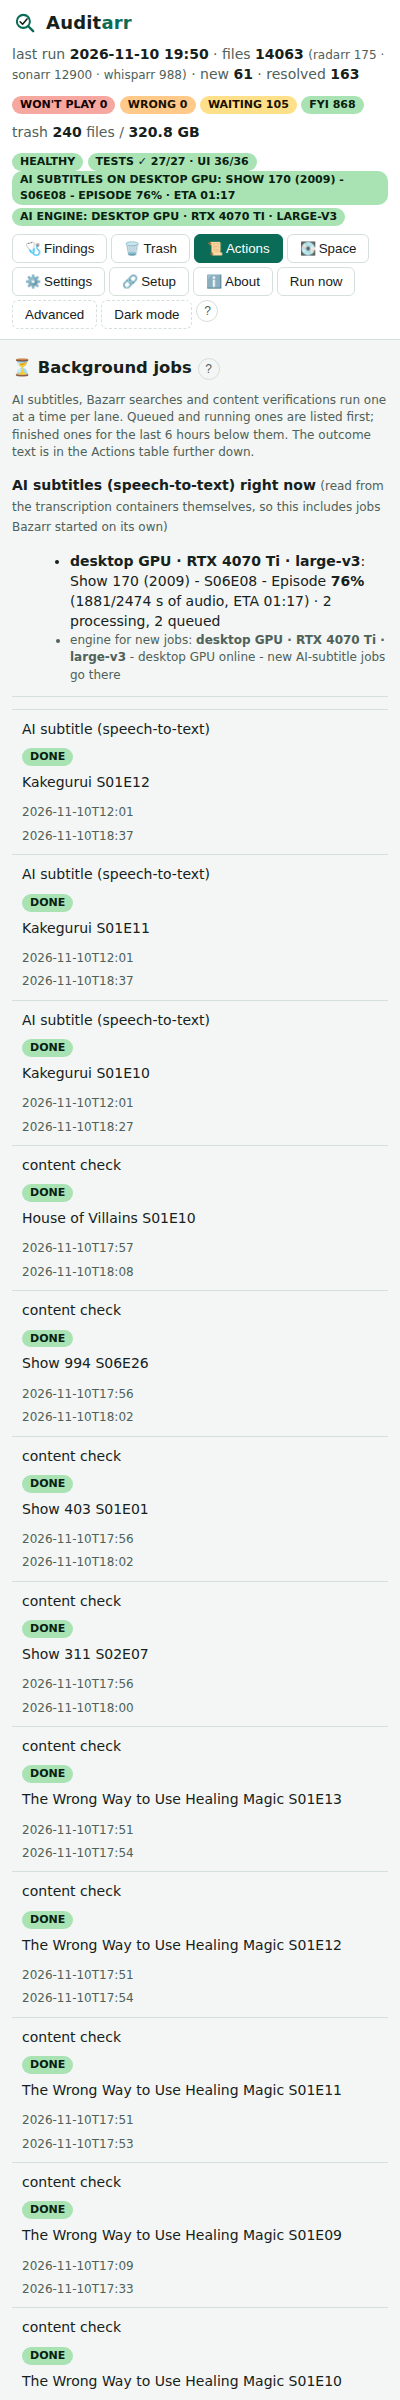 Auditarr
last run 2026-11-10 19:50 · files 14063 (radarr 175 ·
sonarr 12900 · whisparr 988) · new 61 · resolved 163
WON'T PLAY 0 WRONG 0 WAITING 105 FYI 868
trash 240 files / 320.8 GB
HEALTHY TESTS ✓ 27/27 · UI 36/36
AI SUBTITLES ON DESKTOP GPU: SHOW 170 (2009) -
S06E08 - EPISODE 76% · ETA 01:17
AI ENGINE: DESKTOP GPU · RTX 4070 TI · LARGE-V3
🩺 Findings 🗑️ Trash 📜 Actions 💽 Space
⚙️ Settings 🔗 Setup ℹ️ About Run now
Advanced Dark mode ?
⏳ Background jobs ?
AI subtitles, Bazarr searches and content verifications run one
at a time per lane. Queued and running ones are listed first;
finished ones for the last 6 hours below them. The outcome
text is in the Actions table further down.
AI subtitles (speech-to-text) right now (read from
the transcription containers themselves, so this includes jobs
Bazarr started on its own)
• desktop GPU · RTX 4070 Ti · large-v3:
Show 170 (2009) - S06E08 - Episode 76%
(1881/2474 s of audio, ETA 01:17) · 2
processing, 2 queued
• engine for new jobs: desktop GPU · RTX 4070 Ti ·
large-v3 - desktop GPU online - new AI-subtitle jobs
go there
AI subtitle (speech-to-text)
DONE
Kakegurui S01E12
2026-11-10T12:01
2026-11-10T18:37
AI subtitle (speech-to-text)
DONE
Kakegurui S01E11
2026-11-10T12:01
2026-11-10T18:37
AI subtitle (speech-to-text)
DONE
Kakegurui S01E10
2026-11-10T12:01
2026-11-10T18:27
content check
DONE
House of Villains S01E10
2026-11-10T17:57
2026-11-10T18:08
content check
DONE
Show 994 S06E26
2026-11-10T17:56
2026-11-10T18:02
content check
DONE
Show 403 S01E01
2026-11-10T17:56
2026-11-10T18:02
content check
DONE
Show 311 S02E07
2026-11-10T17:56
2026-11-10T18:00
content check
DONE
The Wrong Way to Use Healing Magic S01E13
2026-11-10T17:51
2026-11-10T17:54
content check
DONE
The Wrong Way to Use Healing Magic S01E12
2026-11-10T17:51
2026-11-10T17:54
content check
DONE
The Wrong Way to Use Healing Magic S01E11
2026-11-10T17:51
2026-11-10T17:53
content check
DONE
The Wrong Way to Use Healing Magic S01E09
2026-11-10T17:09
2026-11-10T17:33
content check
DONE
The Wrong Way to Use Healing Magic S01E10